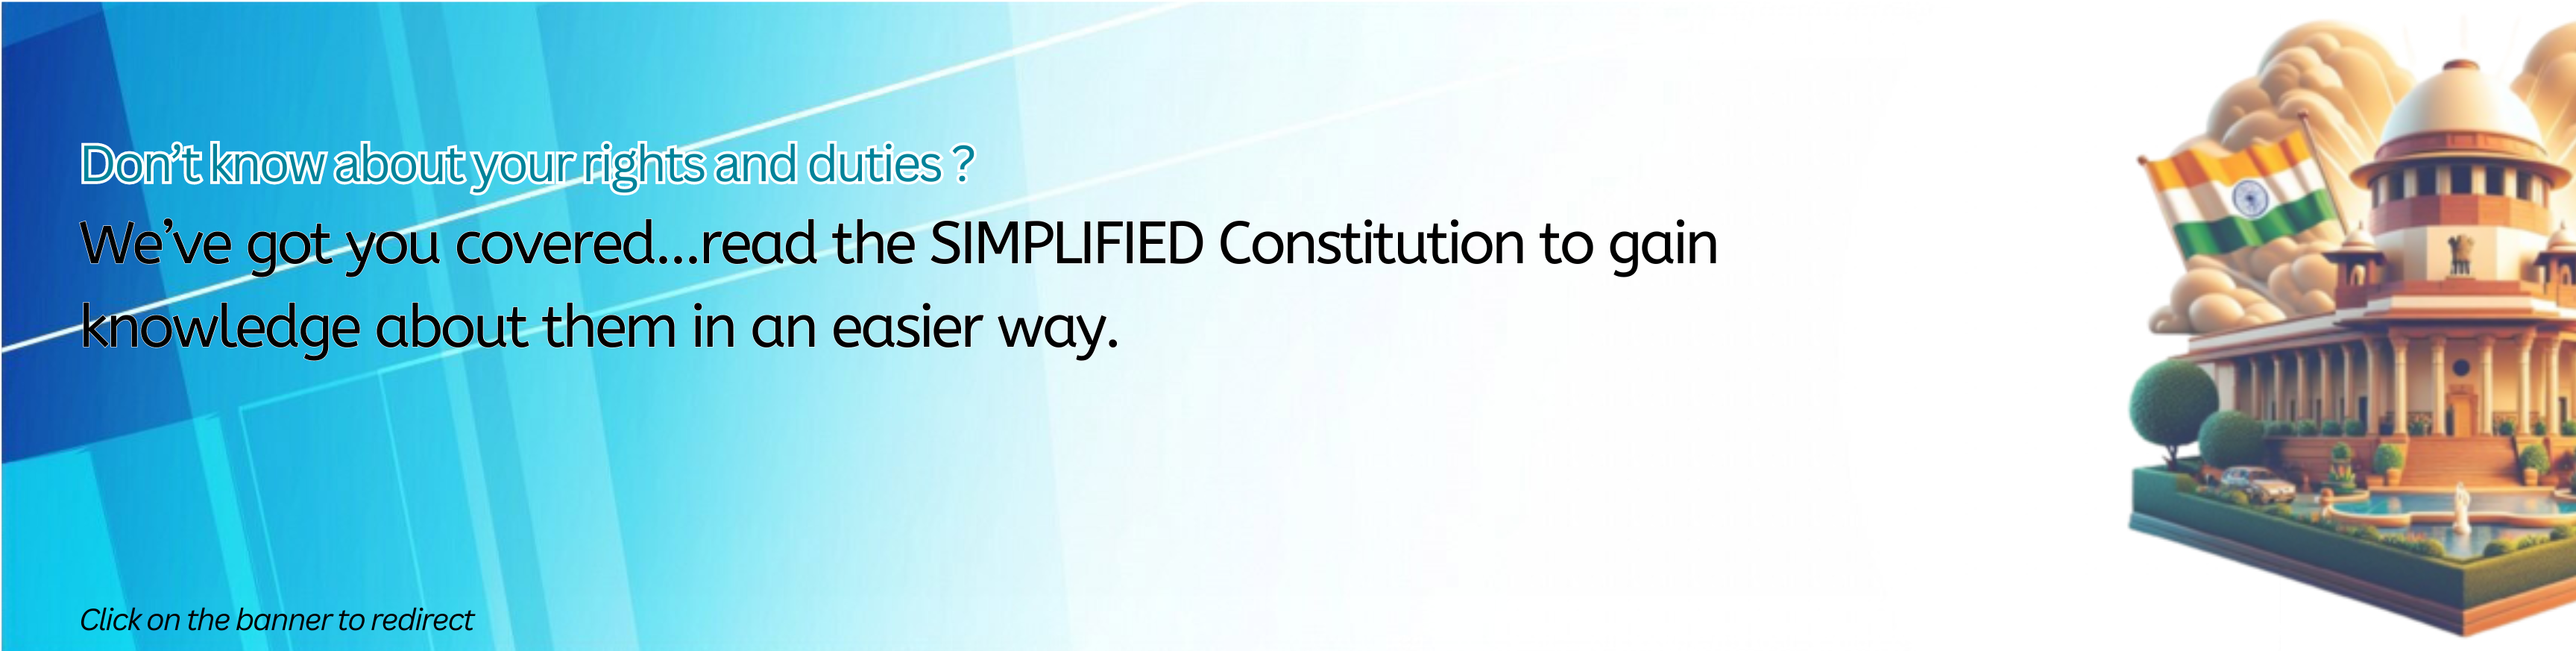 Don’t know about your rights and duties ?
We’ve got you covered...read the SIMPLIFIED Constitution to gain
knowledge about them in an easier way.
Click on the banner to redirect